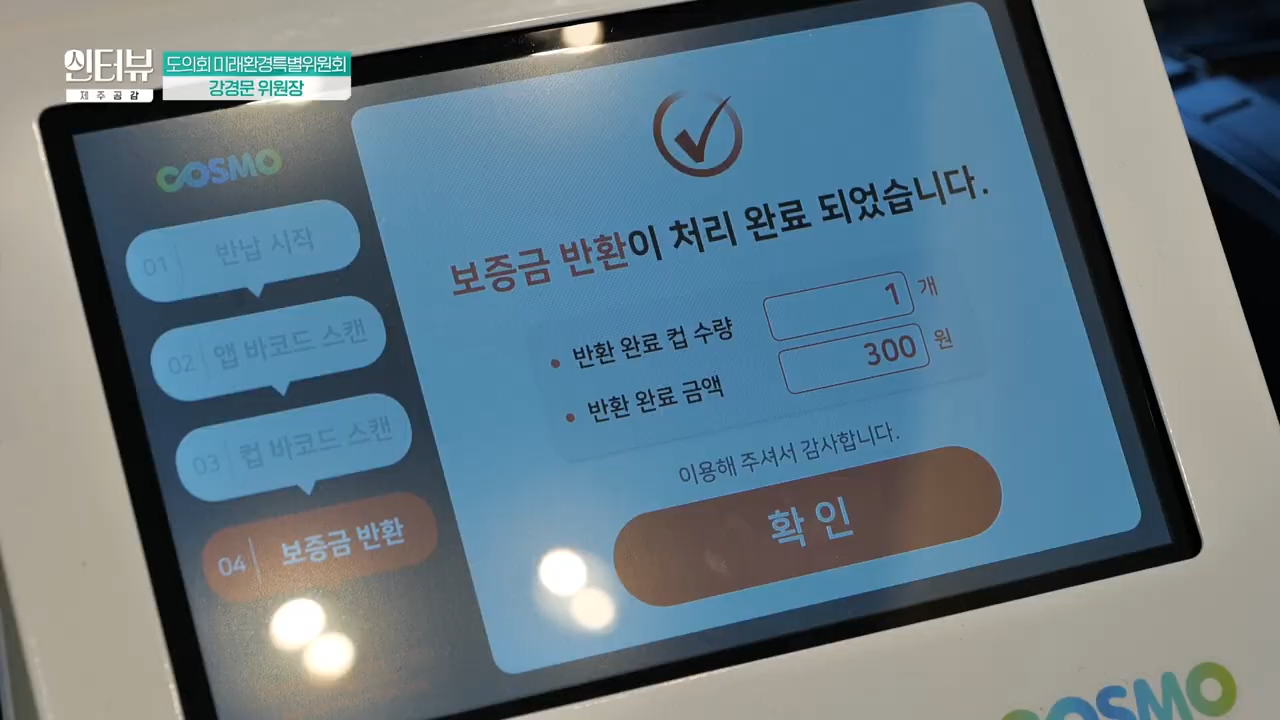 인터뷰
제주공감
도의회 미래환경특별위원회
강경문 위원장
COSMO
01 반납 시작
02 앱 바코드 스캔
03 컵 바코드 스캔
04 보증금 반환
보증금 반환이 처리 완료 되었습니다.
• 반환 완료 컵 수량 1 개
• 반환 완료 금액 300 원
이용해 주셔서 감사합니다.
확인
COSMO